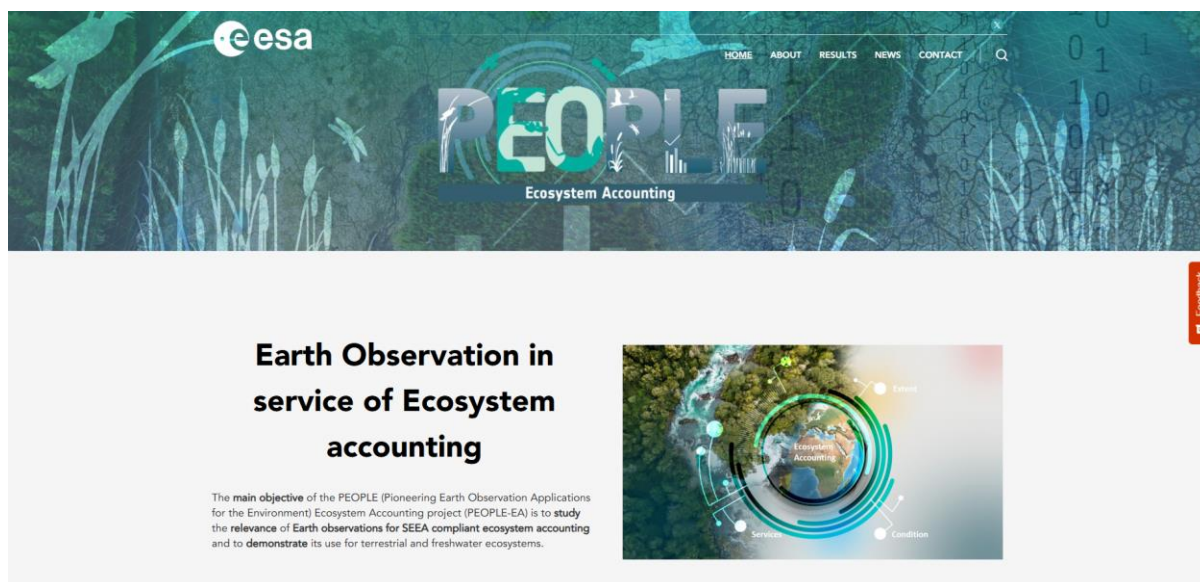 esa
HOME ABOUT RESULTS NEWS CONTACT
PEOPLE
Ecosystem Accounting
Feedback
Earth Observation in
service of Ecosystem
accounting
The main objective of the PEOPLE (Pioneering Earth Observation Applications
for the Environment) Ecosystem Accounting project (PEOPLE-EA) is to study
the relevance of Earth observations for SEEA compliant ecosystem accounting
and to demonstrate its use for terrestrial and freshwater ecosystems.
Extent
Ecosystem
Accounting
Services
Condition